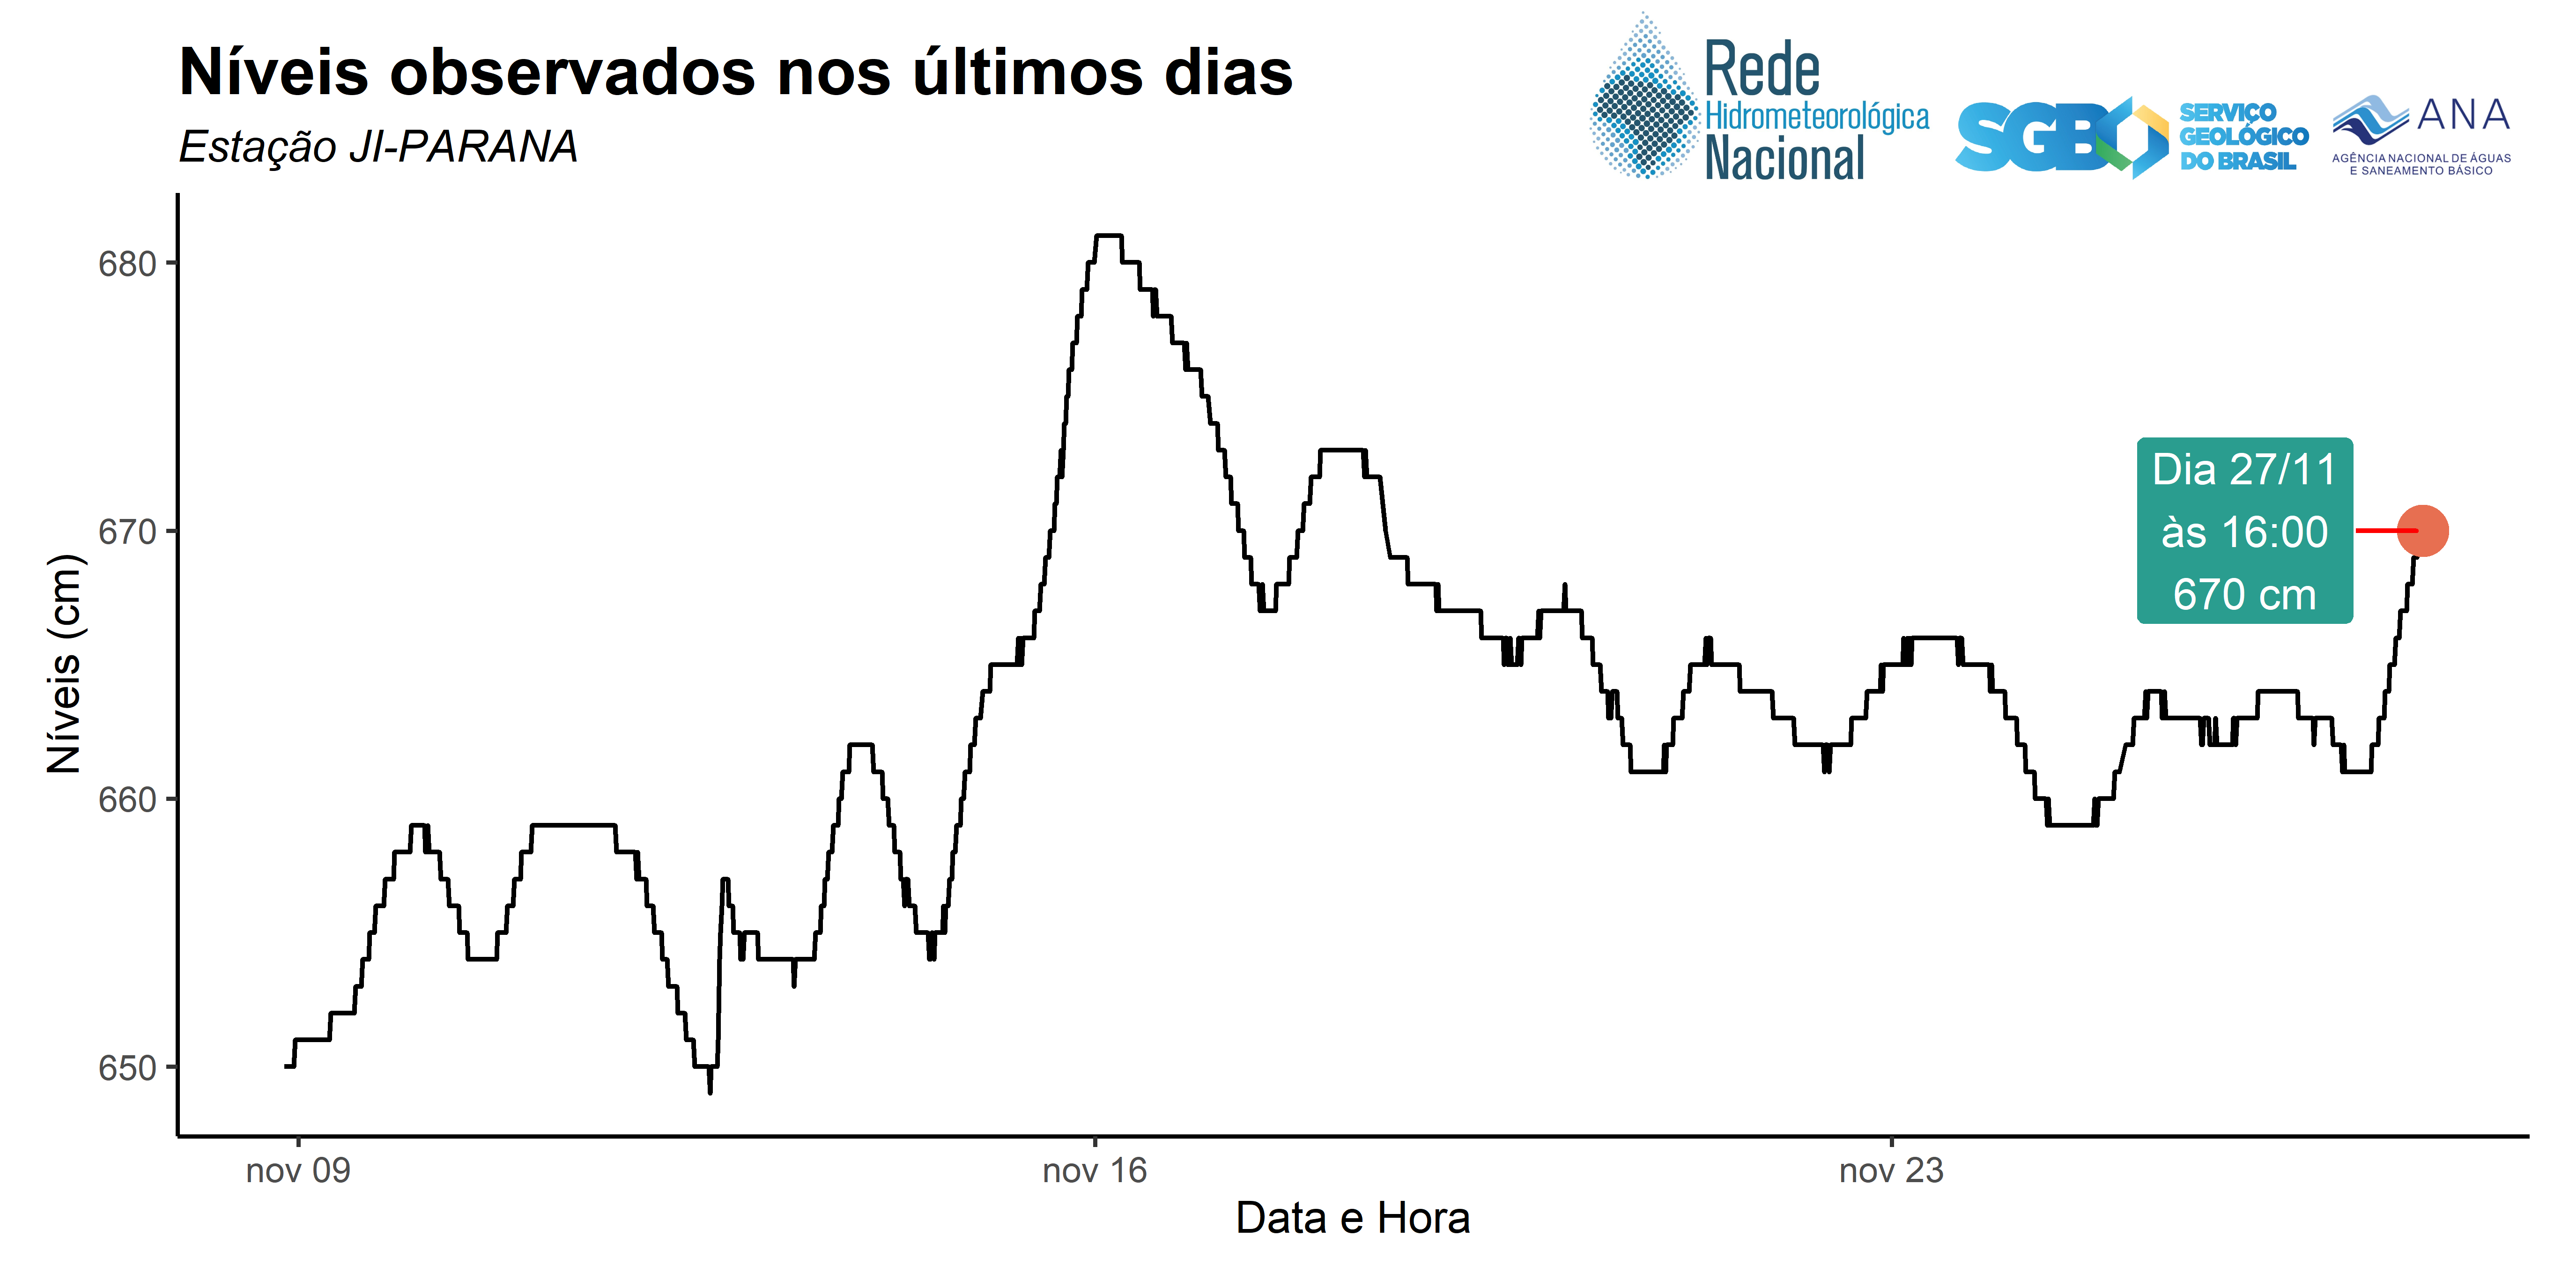 Níveis observados nos últimos dias
Estação JI-PARANA
Rede
Hidrometeorológica
Nacional
SGB
SERVIÇO
GEOLÓGICO
DO BRASIL
ANA
AGÊNCIA NACIONAL DE ÁGUAS
E SANEAMENTO BÁSICO
680
670
660
650
Níveis (cm)
Dia 27/11
às 16:00
670 cm
nov 09
nov 16
nov 23
Data e Hora